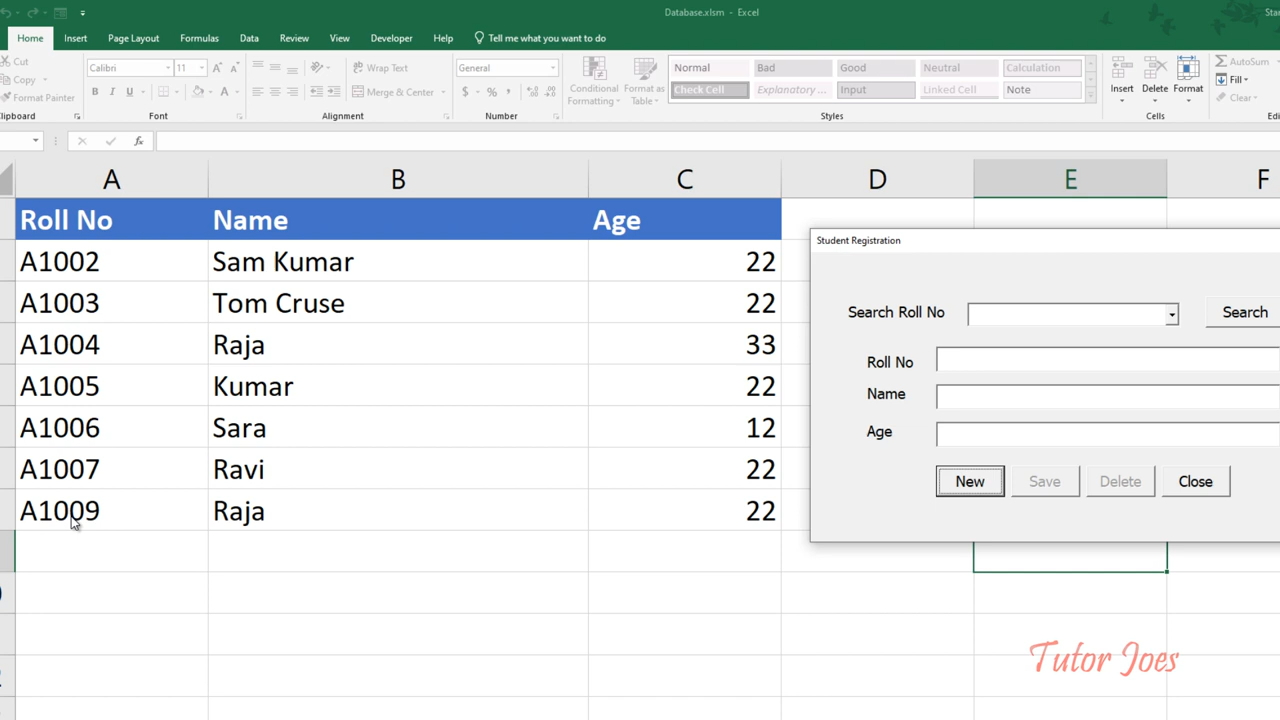 Database.xlsm - Excel
Home Insert Page Layout Formulas Data Review View Developer Help Tell me what you want to do
Cut
Copy
Format Painter
Calibri 11
B I U A
Wrap Text
Merge & Center
General
$ % ,
Conditional Formatting
Format as Table
Normal Bad Good Neutral Calculation
Check Cell Explanatory ... Input Linked Cell Note
Insert Delete Format
AutoSum
Fill
Clear
Font Alignment Number Styles Cells
fx
A B C D E F
Roll No Name Age
A1002 Sam Kumar 22
A1003 Tom Cruse 22
A1004 Raja 33
A1005 Kumar 22
A1006 Sara 12
A1007 Ravi 22
A1009 Raja 22
Student Registration
Search Roll No Search
Roll No
Name
Age
New Save Delete Close
Tutor Joes